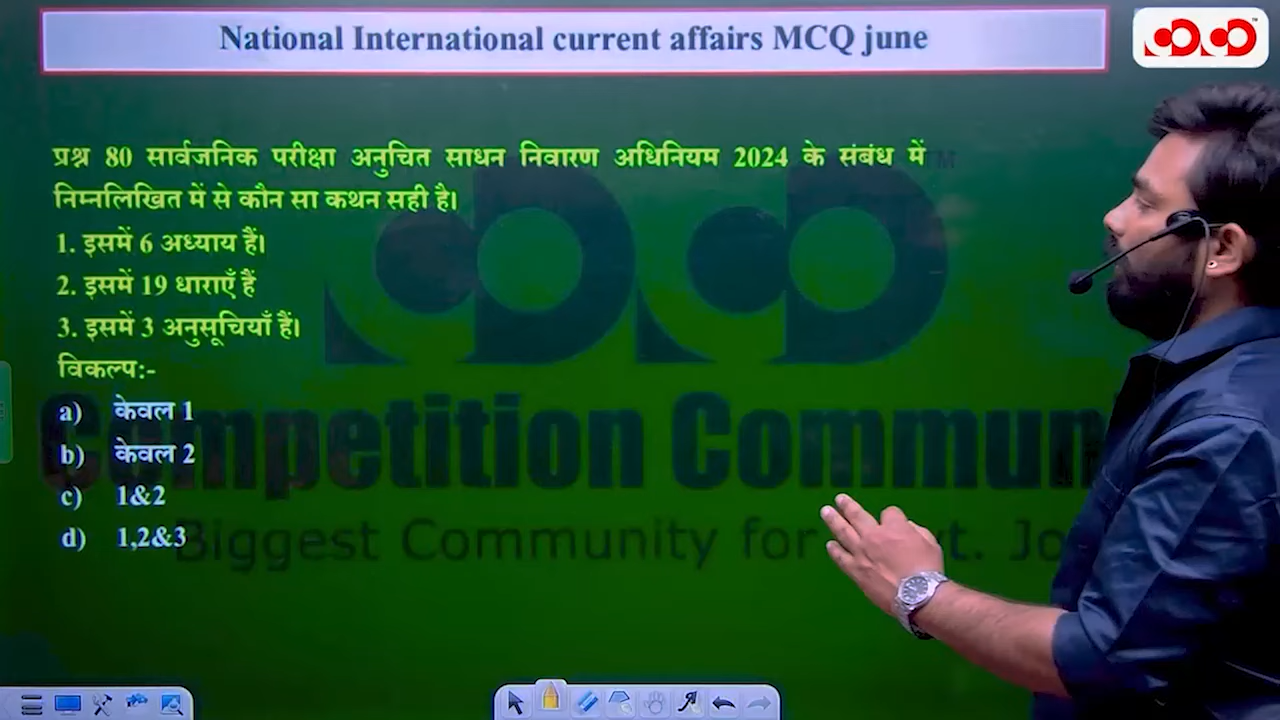 National International current affairs MCQ june
प्रश्न 80 सार्वजनिक परीक्षा अनुचित साधन निवारण अधिनियम 2024 के संबंध में
निम्नलिखित में से कौन सा कथन सही है।
1. इसमें 6 अध्याय हैं।
2. इसमें 19 धाराएँ हैं
3. इसमें 3 अनुसूचियाँ हैं।
विकल्प:-
a) केवल 1
b) केवल 2
c) 1&2
d) 1,2&3
Competition Commun
Biggest Community for